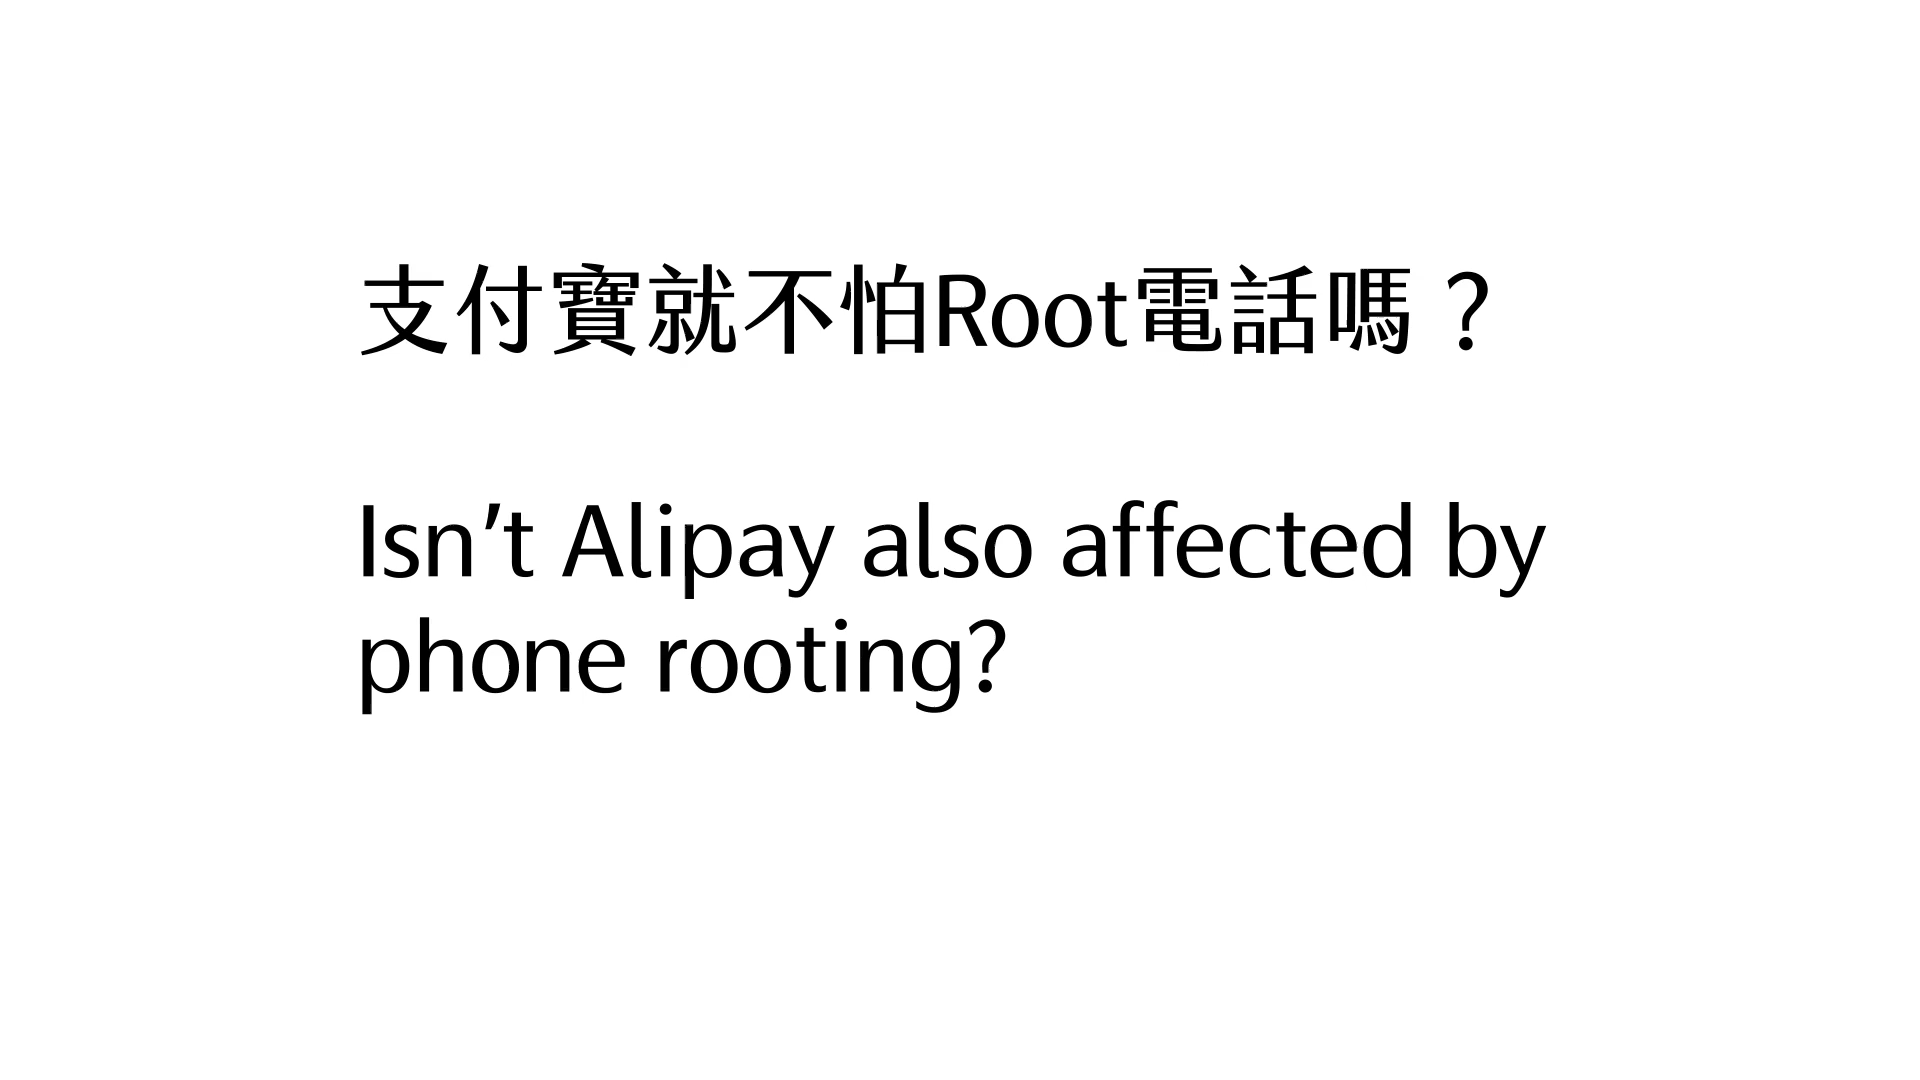 支付寶就不怕Root電話嗎？
Isn’t Alipay also affected by
phone rooting?